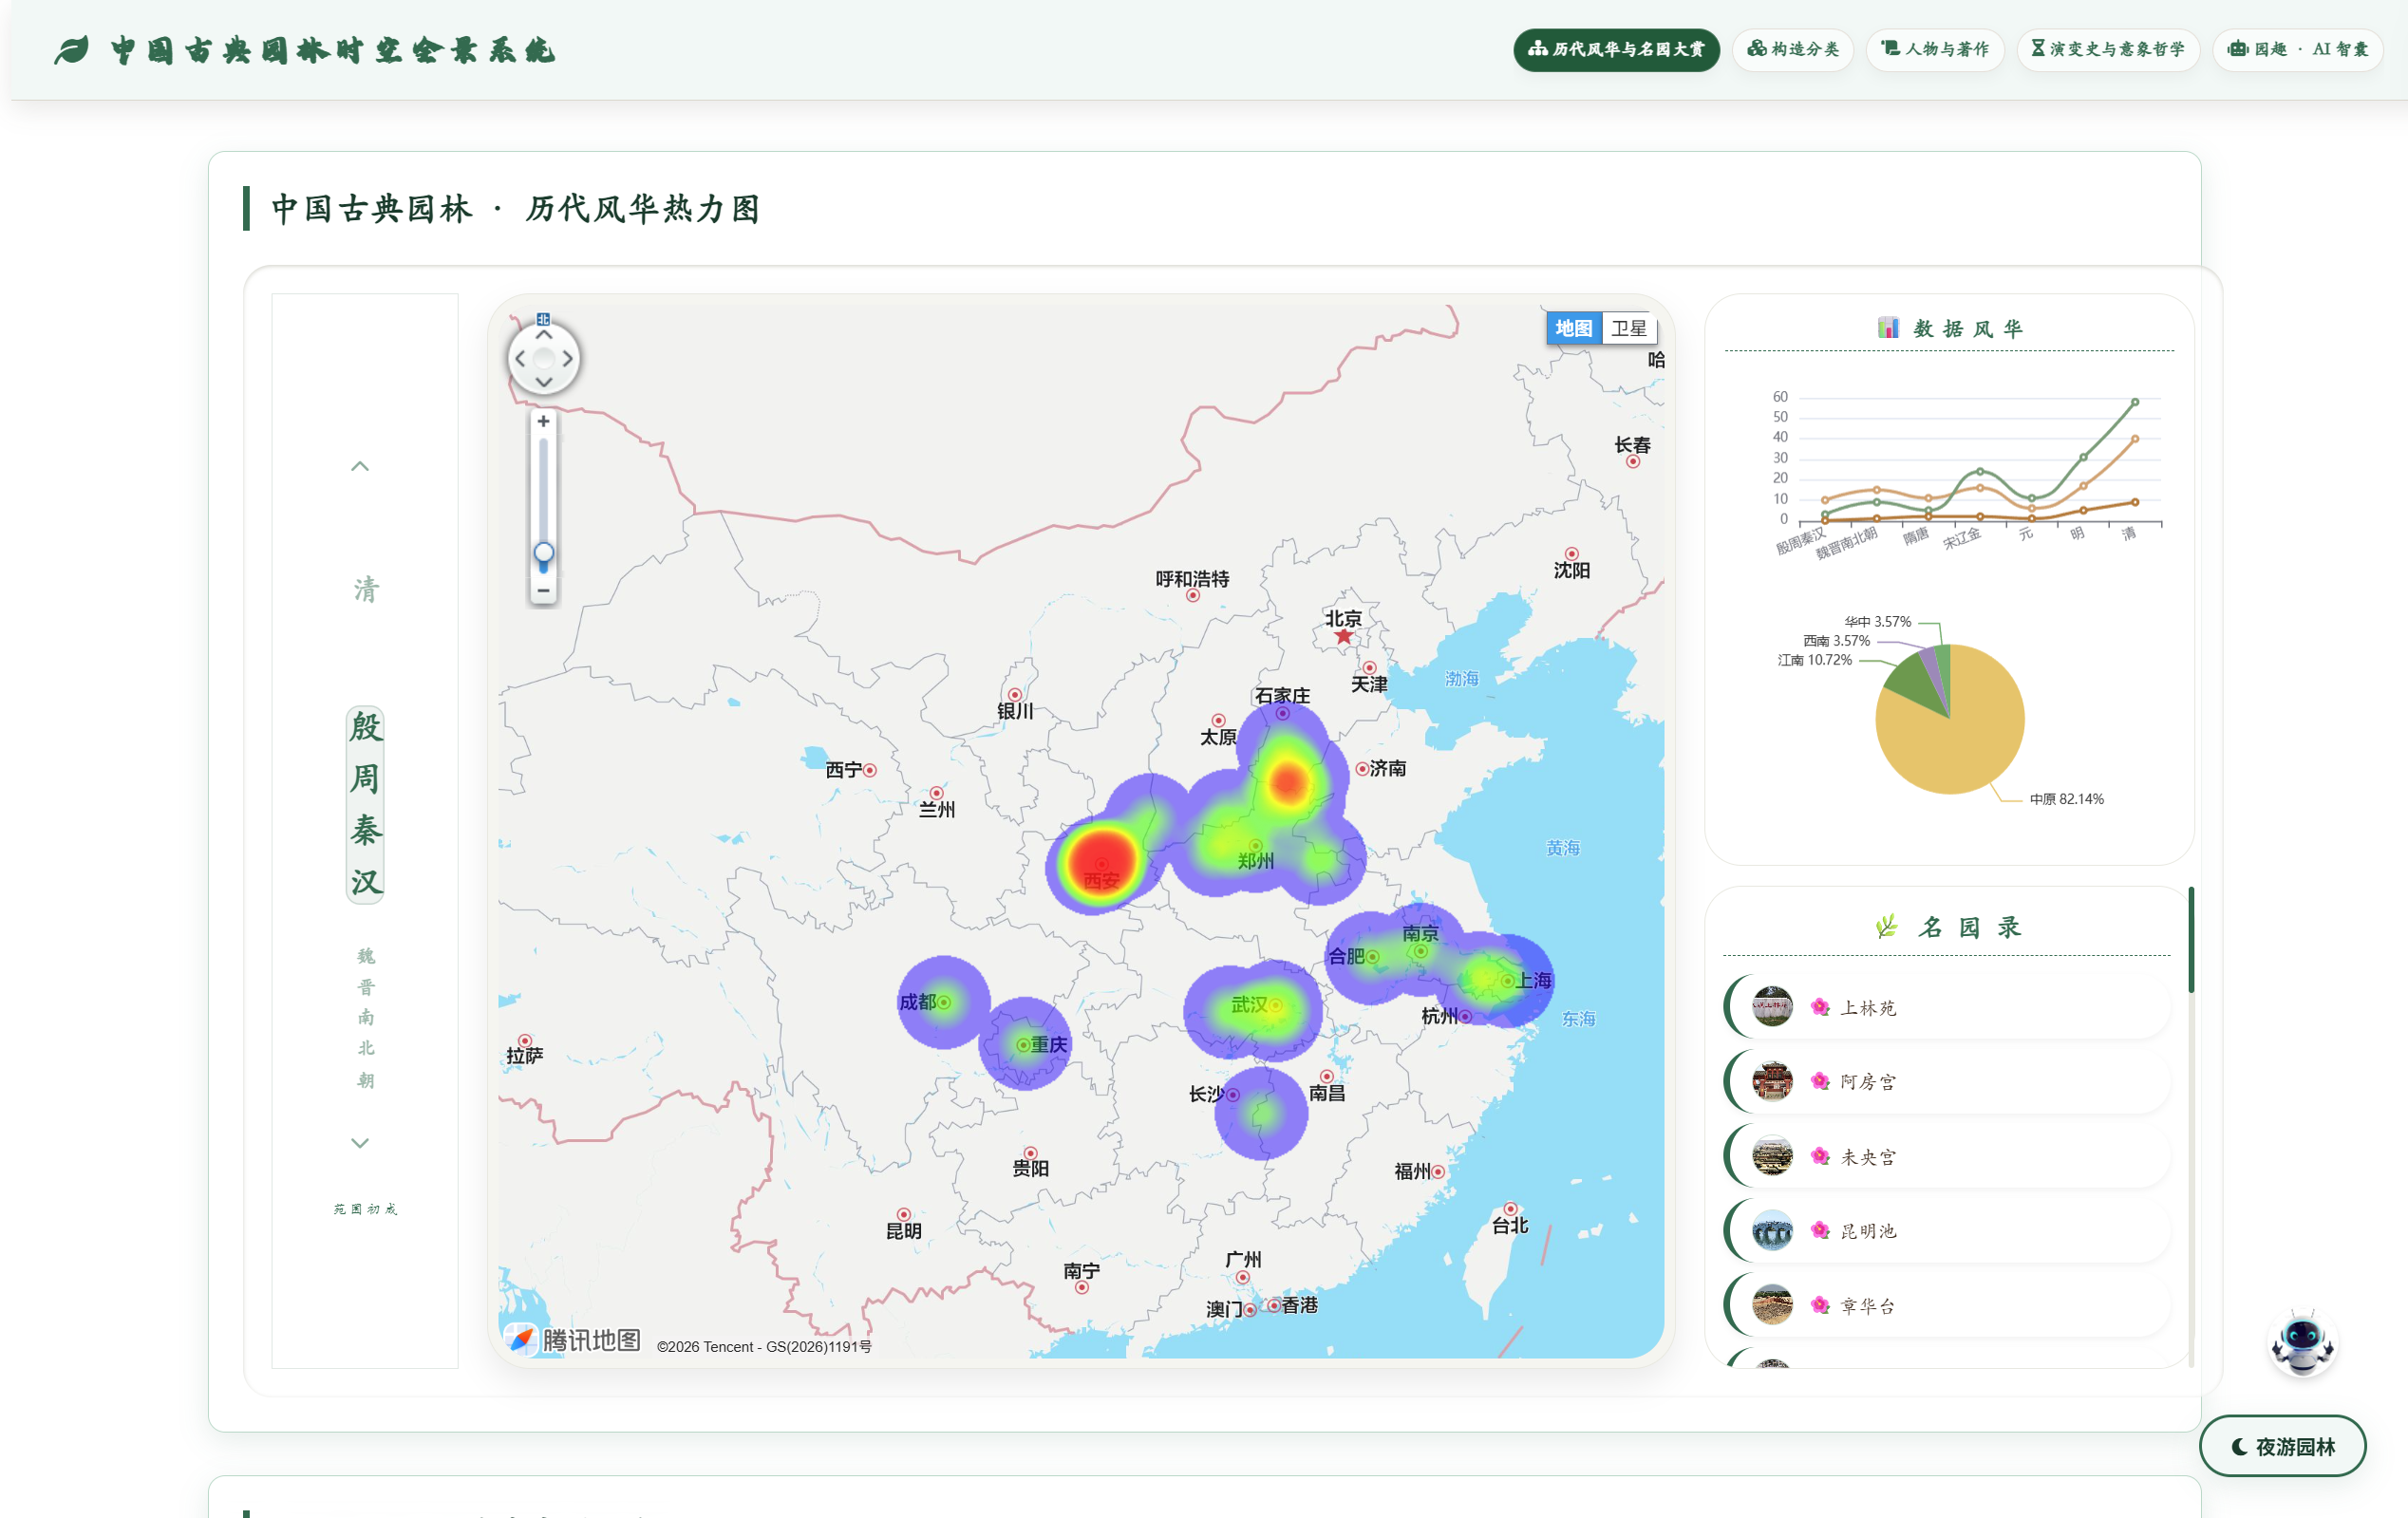 中国古典园林时空全景系统
历代风华与名园大赏
构造分类
人物与著作
演变史与意象哲学
园趣 · AI 智囊
中国古典园林 · 历代风华热力图
清
殷周秦汉
魏晋南北朝
苑囿初成
北
地图
卫星
哈
长春
沈阳
呼和浩特
北京
天津
渤海
石家庄
银川
太原
济南
西宁
兰州
郑州
黄海
西安
南京
合肥
上海
成都
武汉
杭州
东海
重庆
拉萨
长沙
南昌
贵阳
福州
昆明
台北
广州
南宁
澳门
香港
腾讯地图
©2026 Tencent - GS(2026)1191号
数据风华
60
50
40
30
20
10
0
殷周秦汉
魏晋南北朝
隋唐
宋辽金
元
明
清
华中 3.57%
西南 3.57%
江南 10.72%
中原 82.14%
名园录
上林苑
阿房宫
未央宫
昆明池
章华台
夜游园林